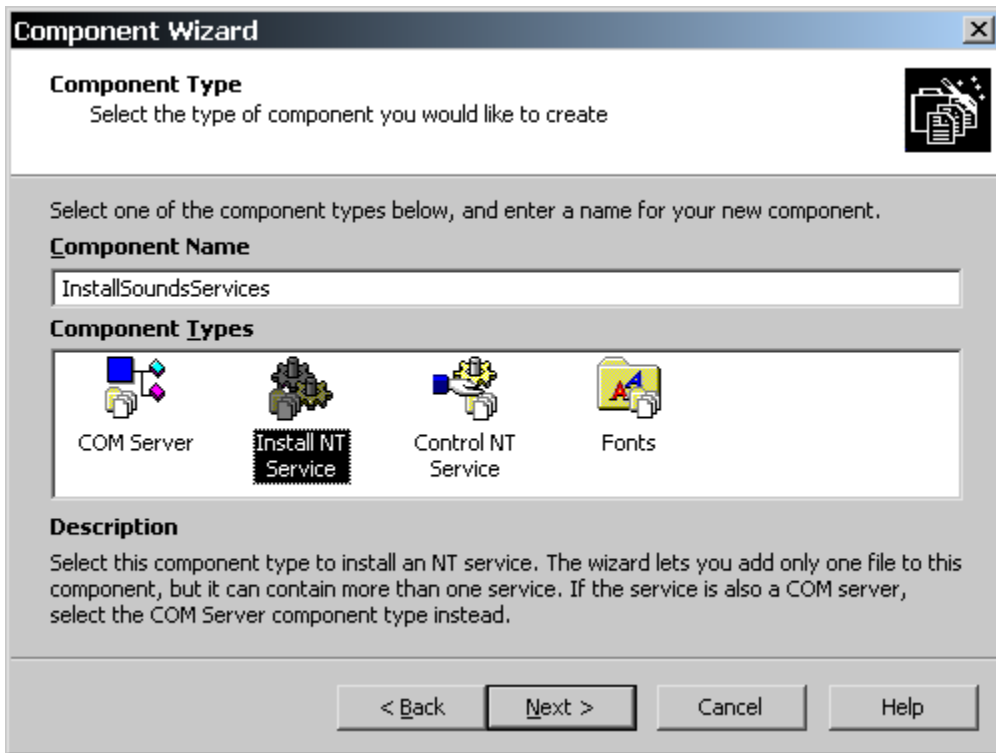 Component Wizard
Component Type
Select the type of component you would like to create
Select one of the component types below, and enter a name for your new component.
Component Name
InstallSoundsServices
Component Types
COM Server
Install NT
Service
Control NT
Service
Fonts
Description
Select this component type to install an NT service. The wizard lets you add only one file to this
component, but it can contain more than one service. If the service is also a COM server,
select the COM Server component type instead.
< Back
Next >
Cancel
Help